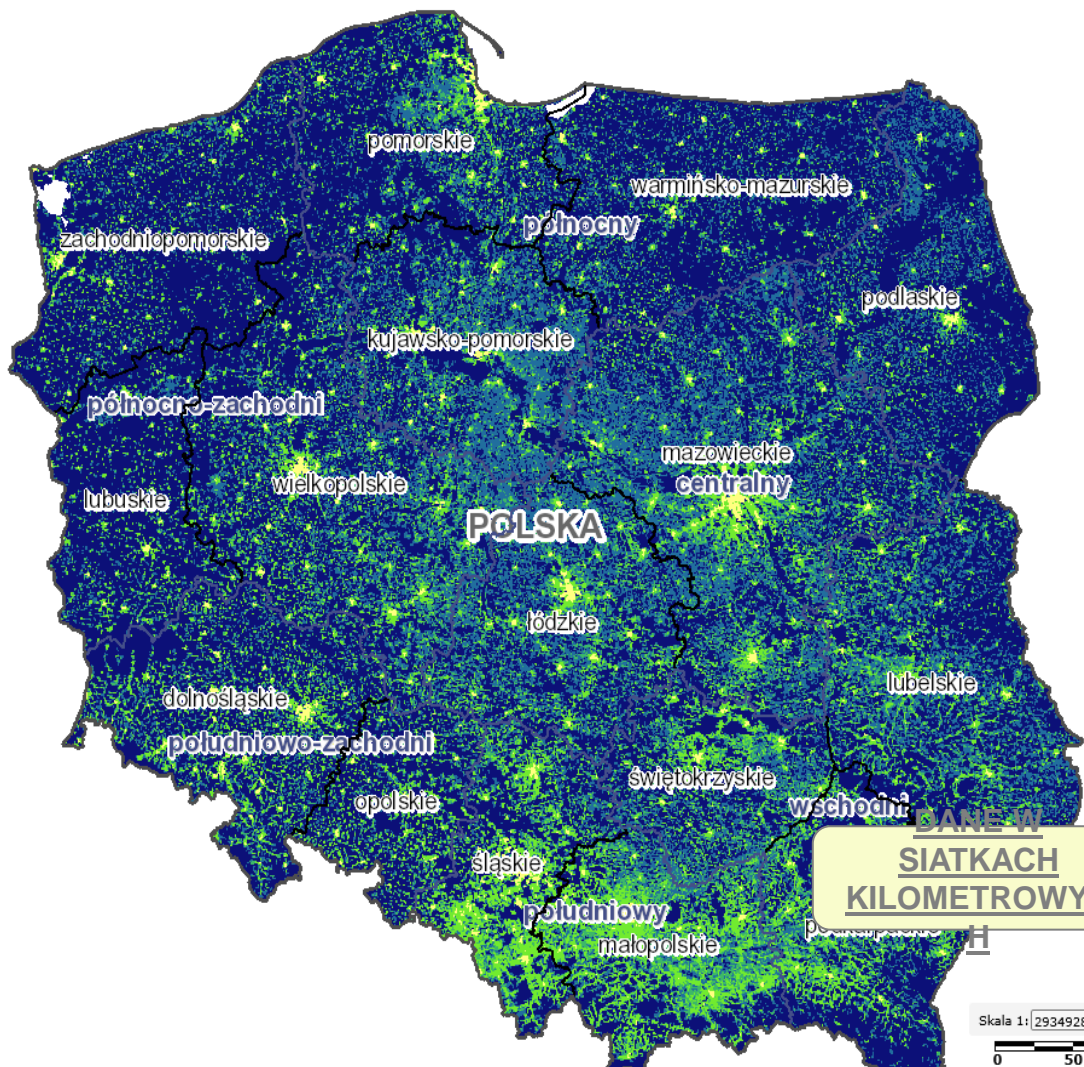 pomorskie
warmińsko-mazurskie
północny
zachodniopomorskie
podlaskie
kujawsko-pomorskie
północno-zachodni
mazowieckie
centralny
wielkopolskie
lubuskie
POLSKA
łódzkie
lubelskie
dolnośląskie
południowo-zachodni
świętokrzyskie
opolskie
wschodni
DANE W
SIATKACH
KILOMETROWY
H
śląskie
południowy
małopolskie
Skala 1: 2934928
0 50